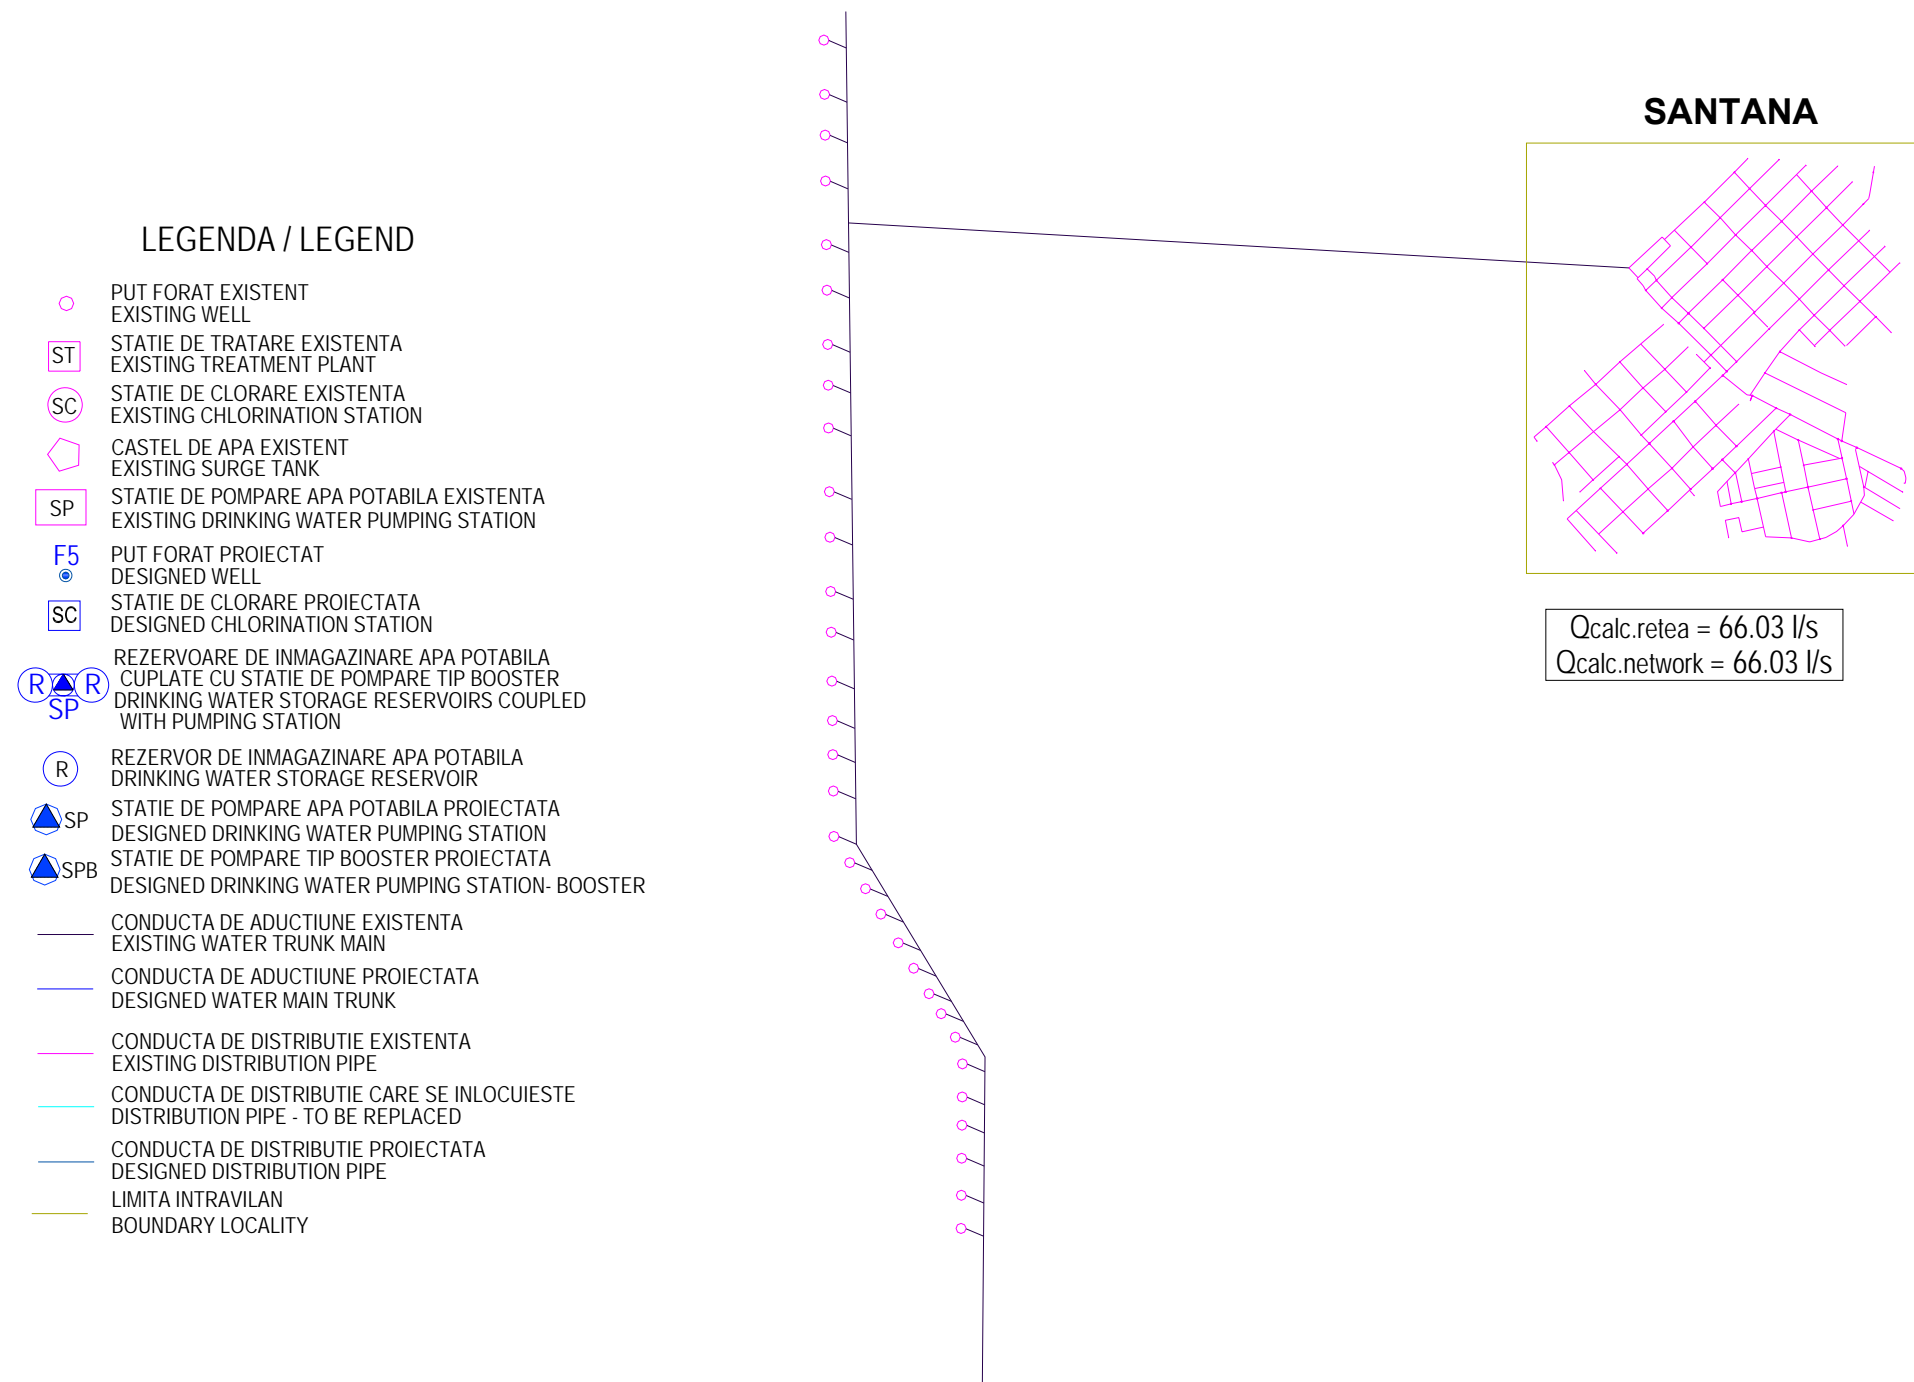 SANTANA
LEGENDA / LEGEND
PUT FORAT EXISTENT
EXISTING WELL
ST
STATIE DE TRATARE EXISTENTA
EXISTING TREATMENT PLANT
SC
STATIE DE CLORARE EXISTENTA
EXISTING CHLORINATION STATION
CASTEL DE APA EXISTENT
EXISTING SURGE TANK
SP
STATIE DE POMPARE APA POTABILA EXISTENTA
EXISTING DRINKING WATER PUMPING STATION
F5
PUT FORAT PROIECTAT
DESIGNED WELL
SC
STATIE DE CLORARE PROIECTATA
DESIGNED CHLORINATION STATION
R R
SP
REZERVOARE DE INMAGAZINARE APA POTABILA
CUPLATE CU STATIE DE POMPARE TIP BOOSTER
DRINKING WATER STORAGE RESERVOIRS COUPLED
WITH PUMPING STATION
R
REZERVOR DE INMAGAZINARE APA POTABILA
DRINKING WATER STORAGE RESERVOIR
SP
STATIE DE POMPARE APA POTABILA PROIECTATA
DESIGNED DRINKING WATER PUMPING STATION
SPB
STATIE DE POMPARE TIP BOOSTER PROIECTATA
DESIGNED DRINKING WATER PUMPING STATION- BOOSTER
CONDUCTA DE ADUCTIUNE EXISTENTA
EXISTING WATER TRUNK MAIN
CONDUCTA DE ADUCTIUNE PROIECTATA
DESIGNED WATER MAIN TRUNK
CONDUCTA DE DISTRIBUTIE EXISTENTA
EXISTING DISTRIBUTION PIPE
CONDUCTA DE DISTRIBUTIE CARE SE INLOCUIESTE
DISTRIBUTION PIPE - TO BE REPLACED
CONDUCTA DE DISTRIBUTIE PROIECTATA
DESIGNED DISTRIBUTION PIPE
LIMITA INTRAVILAN
BOUNDARY LOCALITY
Qcalc.retea = 66.03 l/s
Qcalc.network = 66.03 l/s